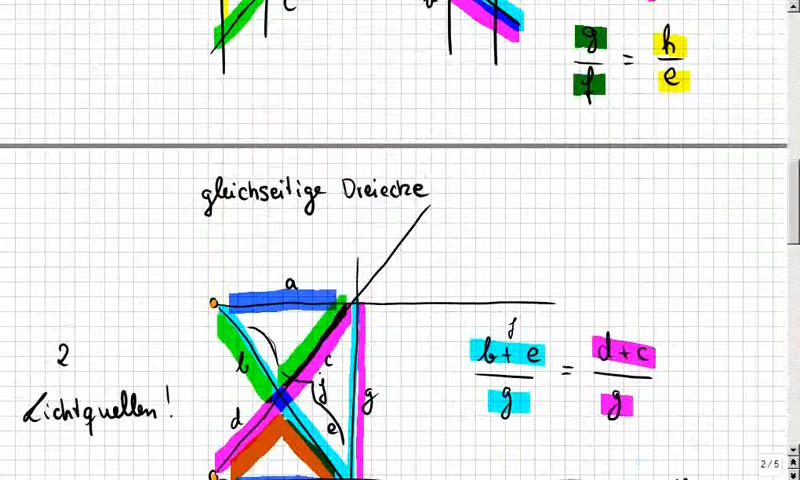 c
g/f = h/e
gleichseitige Dreiecke
a
j
b + e / g = d + c / g
2
b
c
j
Lichtquellen!
d
g
e
2 / 5